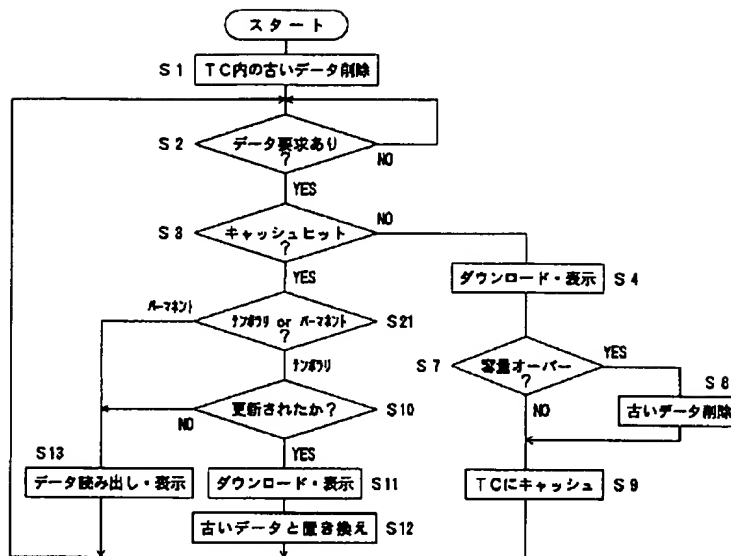 スタート
S1
TC内の古いデータ削除
S2
データ要求あり
?
NO
YES
S3
キャッシュヒット
?
NO
YES
ダウンロード・表示
S4
パーマネント
テンポラリ or パーマネント
?
S21
テンポラリ
S7
容量オーバー
?
YES
NO
S8
古いデータ削除
更新されたか?
S10
NO
YES
S13
データ読み出し・表示
ダウンロード・表示
S11
TCにキャッシュ
S9
古いデータと置き換え
S12